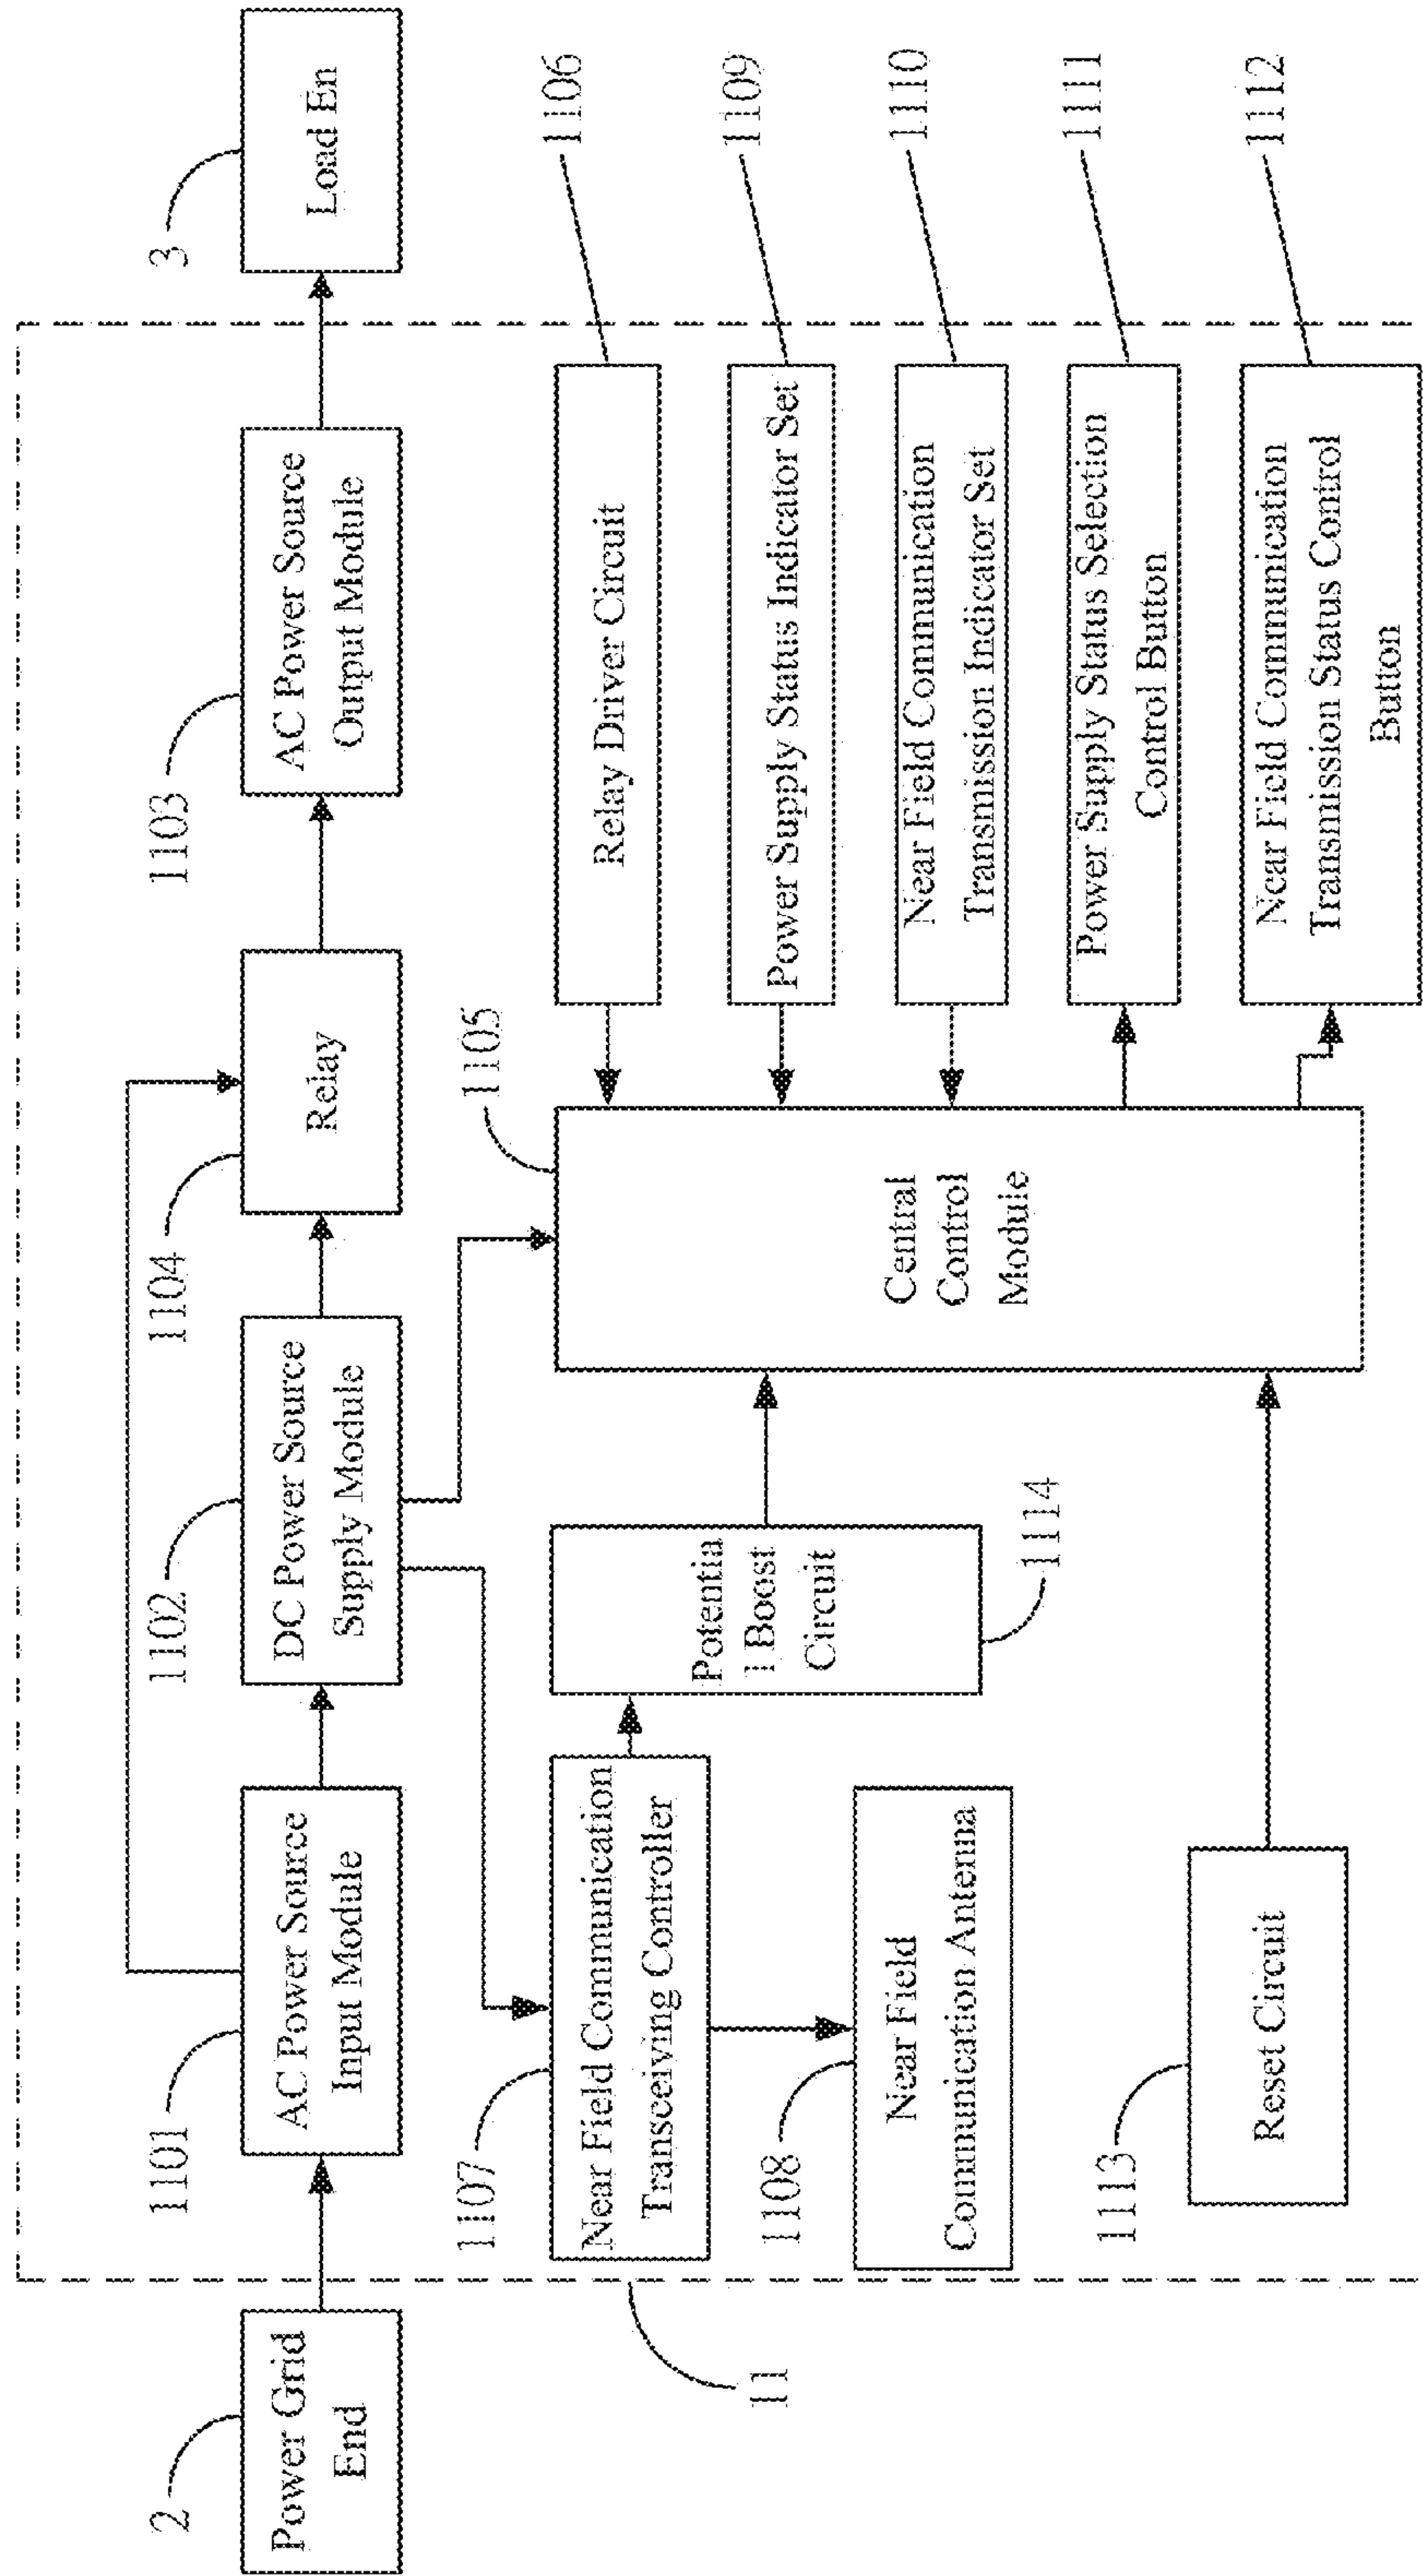 2
Power Grid
End
1101
AC Power Source
Input Module
1102
DC Power Source
Supply Module
1104
Relay
1103
AC Power Source
Output Module
3
Load En
11
1107
Near Field Communication
Transceiving Controller
1108
Near Field
Communication Antenna
1113
Reset Circuit
Potentia
l Boost
Circuit
1114
1105
Central
Control
Module
Relay Driver Circuit
1106
Power Supply Status Indicator Set
1109
Near Field Communication
Transmission Indicator Set
1110
Power Supply Status Selection
Control Button
1111
Near Field Communication
Transmission Status Control
Button
1112